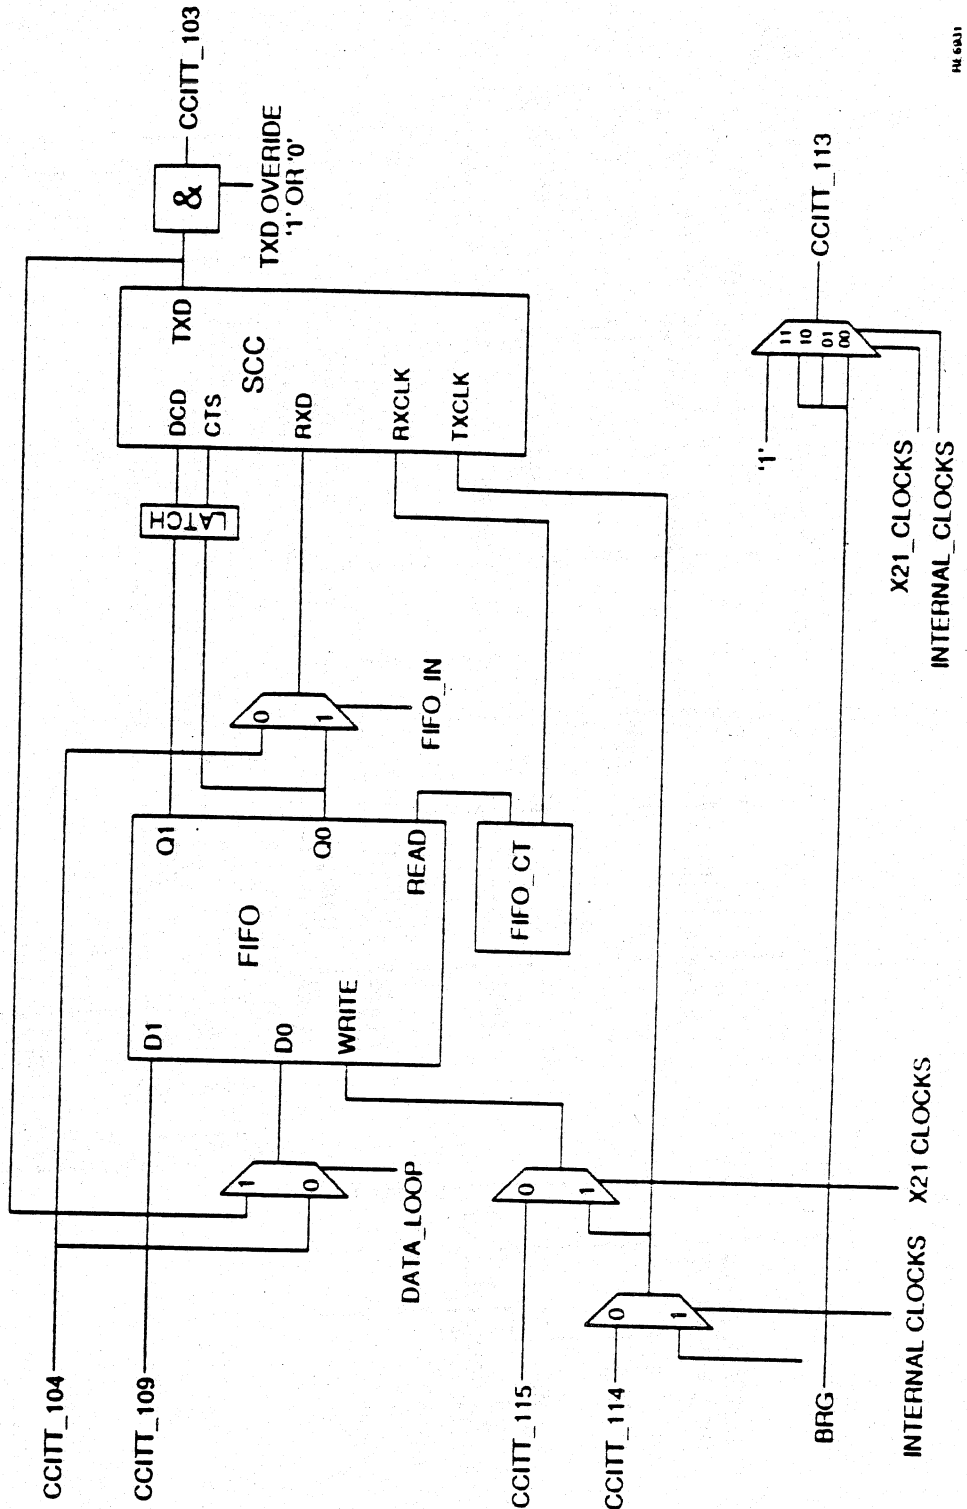 CCITT_104
CCITT_109
CCITT_115
CCITT_114
BRG
INTERNAL CLOCKS
X21 CLOCKS
DATA_LOOP
1
0
0
1
0
1
D1
D0
WRITE
FIFO
Q1
Q0
READ
FIFO_CT
FIFO_IN
0
1
LATCH
DCD
CTS
RXD
RXCLK
TXCLK
SCC
TXD
&
CCITT_103
TXD OVERIDE
'1' OR '0'
'1'
11
10
01
00
CCITT_113
X21_CLOCKS
INTERNAL_CLOCKS